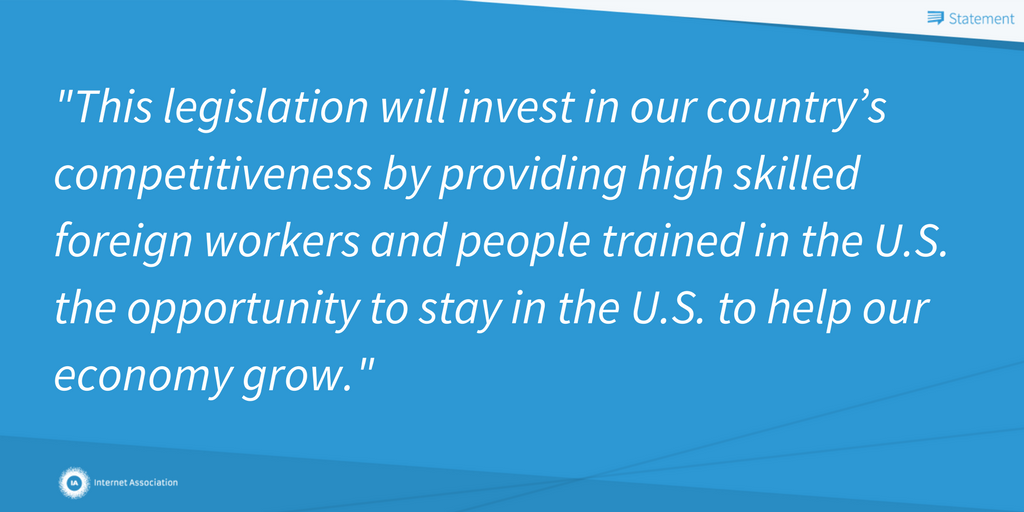 Statement
"This legislation will invest in our country’s
competitiveness by providing high skilled
foreign workers and people trained in the U.S.
the opportunity to stay in the U.S. to help our
economy grow."
IA Internet Association